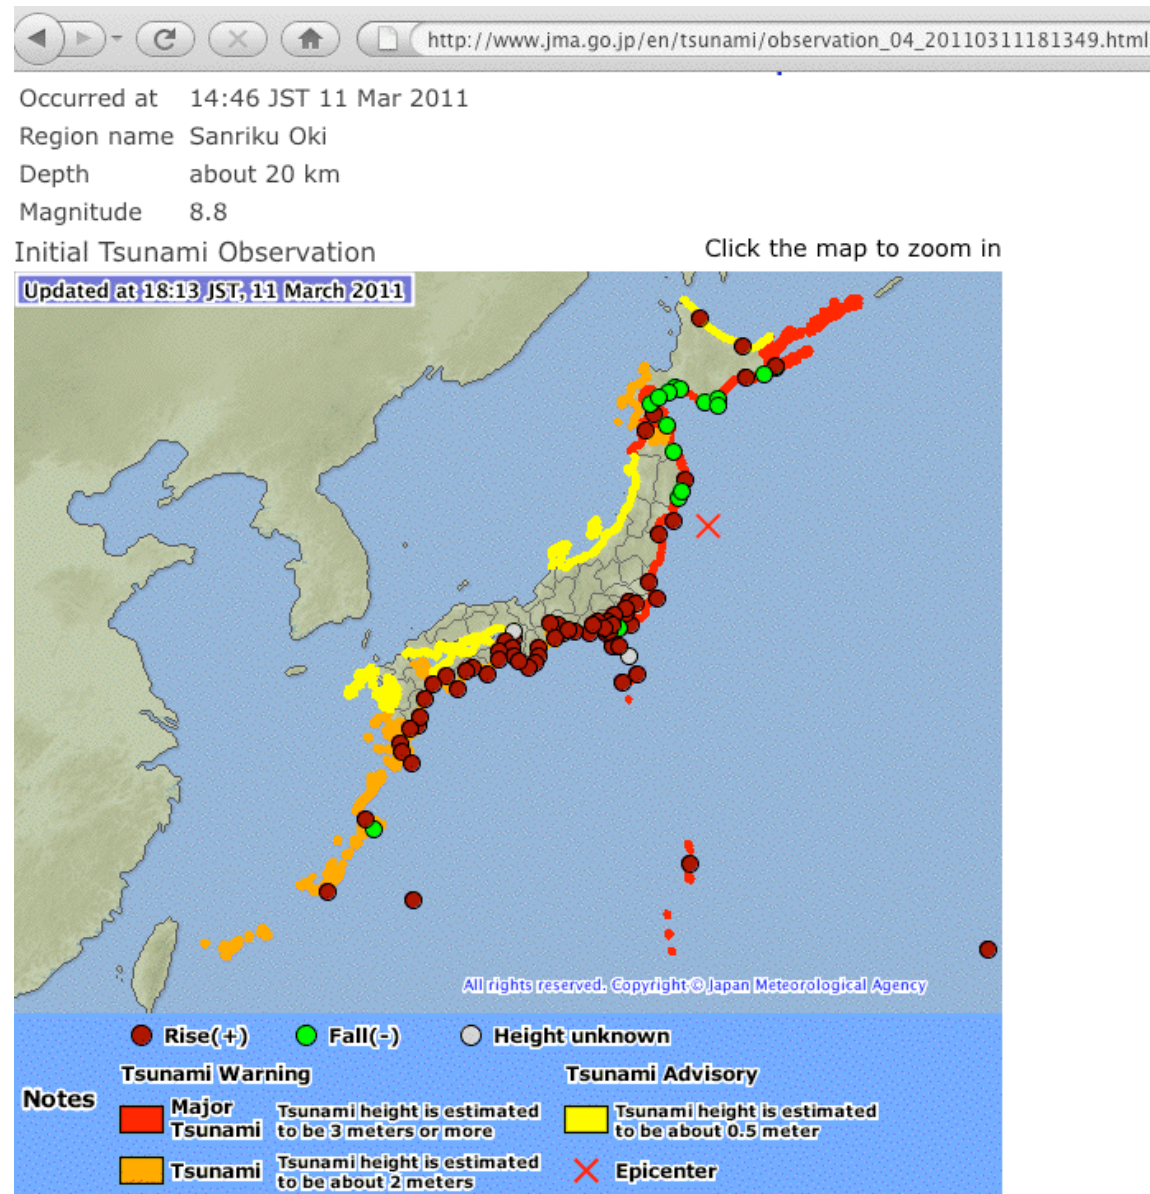 http://www.jma.go.jp/en/tsunami/observation_04_20110311181349.html
Occurred at 14:46 JST 11 Mar 2011
Region name Sanriku Oki
Depth about 20 km
Magnitude 8.8
Initial Tsunami Observation Click the map to zoom in
Updated at 18:13 JST, 11 March 2011
All rights reserved. Copyright © Japan Meteorological Agency
Rise(+) Fall(-) Height unknown
Notes
Tsunami Warning
Major Tsunami
Tsunami height is estimated
to be 3 meters or more
Tsunami
Tsunami height is estimated
to be about 2 meters
Tsunami Advisory
Tsunami height is estimated
to be about 0.5 meter
Epicenter